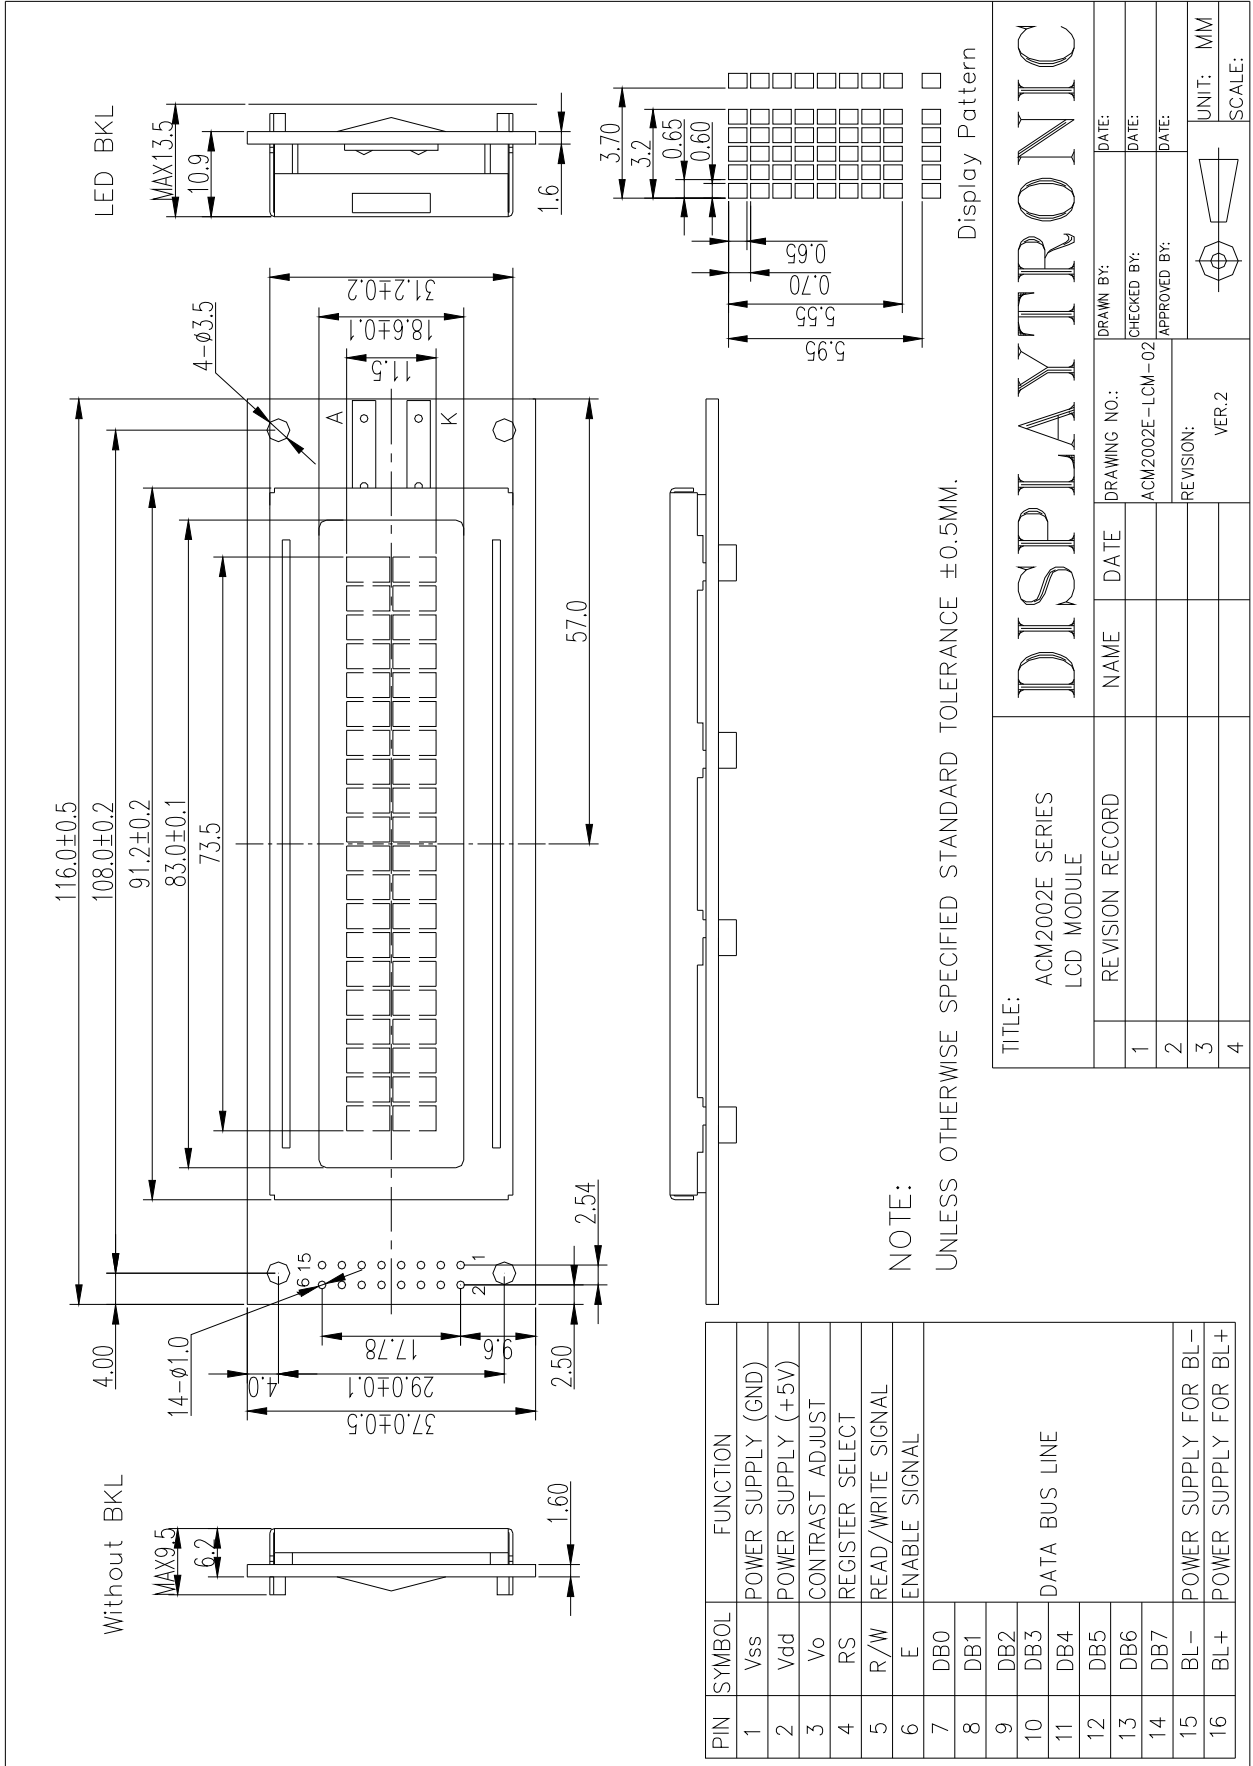 Without BKL
MAX9.5
6.2
1.60
116.0±0.5
108.0±0.2
91.2±0.2
83.0±0.1
73.5
4.00
14-ø1.0
4.0
37.0±0.5
29.0±0.1
17.78
9.6
2.50
2.54
57.0
6 15
2 1
4-ø3.5
A
K
31.2±0.2
18.6±0.1
11.5
LED BKL
MAX13.5
10.9
1.6
3.70
3.2
0.65
0.60
0.65
0.70
5.55
5.95
Display Pattern
NOTE:
UNLESS OTHERWISE SPECIFIED STANDARD TOLERANCE ±0.5MM.
PIN SYMBOL FUNCTION
1 Vss POWER SUPPLY (GND)
2 Vdd POWER SUPPLY (+5V)
3 Vo CONTRAST ADJUST
4 RS REGISTER SELECT
5 R/W READ/WRITE SIGNAL
6 E ENABLE SIGNAL
7 DB0
8 DB1
9 DB2
10 DB3 DATA BUS LINE
11 DB4
12 DB5
13 DB6
14 DB7
15 BL- POWER SUPPLY FOR BL-
16 BL+ POWER SUPPLY FOR BL+
TITLE:
ACM2002E SERIES
LCD MODULE
DISPLAYTRONIC
REVISION RECORD NAME DATE
1
2
3
4
DRAWING NO.:
ACM2002E-LCM-02
REVISION:
VER.2
DRAWN BY: DATE:
CHECKED BY: DATE:
APPROVED BY: DATE:
UNIT: MM
SCALE: